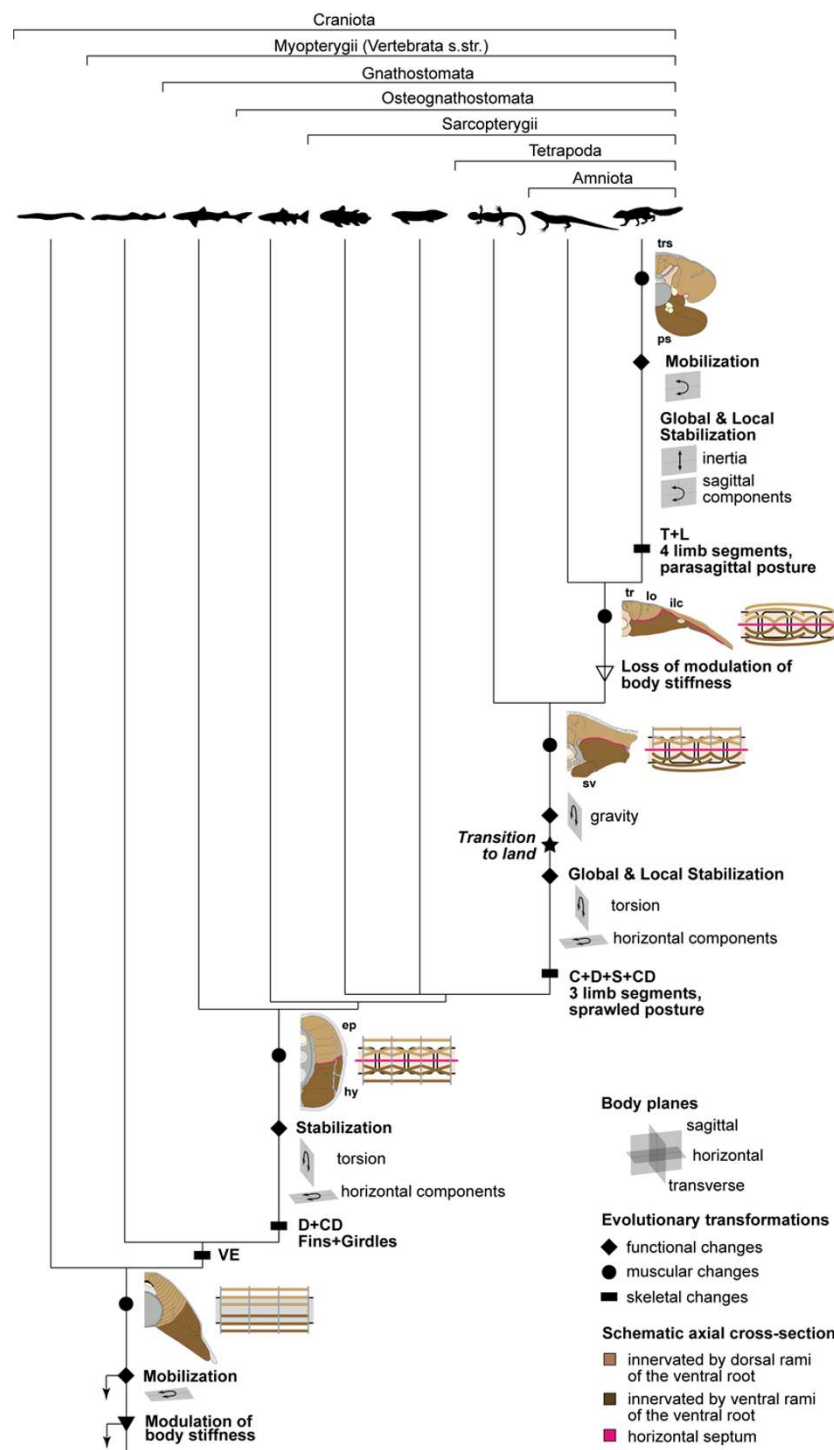 Craniota
Myopterygii (Vertebrata s.str.)
Gnathostomata
Osteognathostomata
Sarcopterygii
Tetrapoda
Amniota
trs
ps
Mobilization
Global & Local
Stabilization
inertia
sagittal
components
T+L
4 limb segments,
parasagittal posture
tr lo ilc
Loss of modulation of
body stiffness
sv
gravity
Transition
to land
Global & Local Stabilization
torsion
horizontal components
C+D+S+CD
3 limb segments,
sprawled posture
ep
hy
Stabilization
torsion
horizontal components
D+CD
Fins+Girdles
VE
Mobilization
Modulation of
body stiffness
Body planes
sagittal
horizontal
transverse
Evolutionary transformations
functional changes
muscular changes
skeletal changes
Schematic axial cross-section
innervated by dorsal rami
of the ventral root
innervated by ventral rami
of the ventral root
horizontal septum